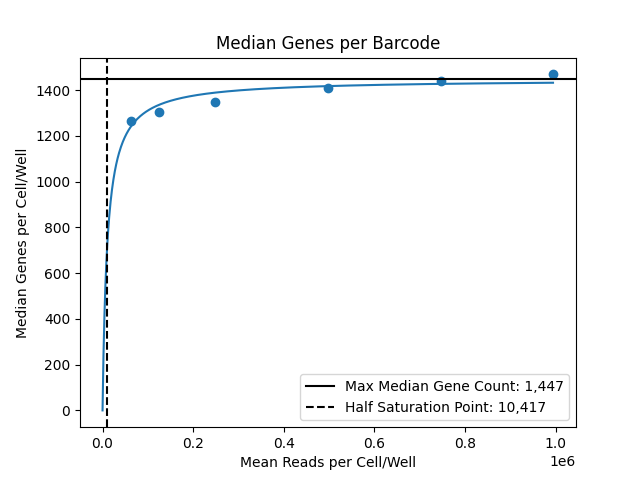 Median Genes per Barcode
Median Genes per Cell/Well
1400
1200
1000
800
600
400
200
0
Max Median Gene Count: 1,447
Half Saturation Point: 10,417
0.0 0.2 0.4 0.6 0.8 1.0
1e6
Mean Reads per Cell/Well